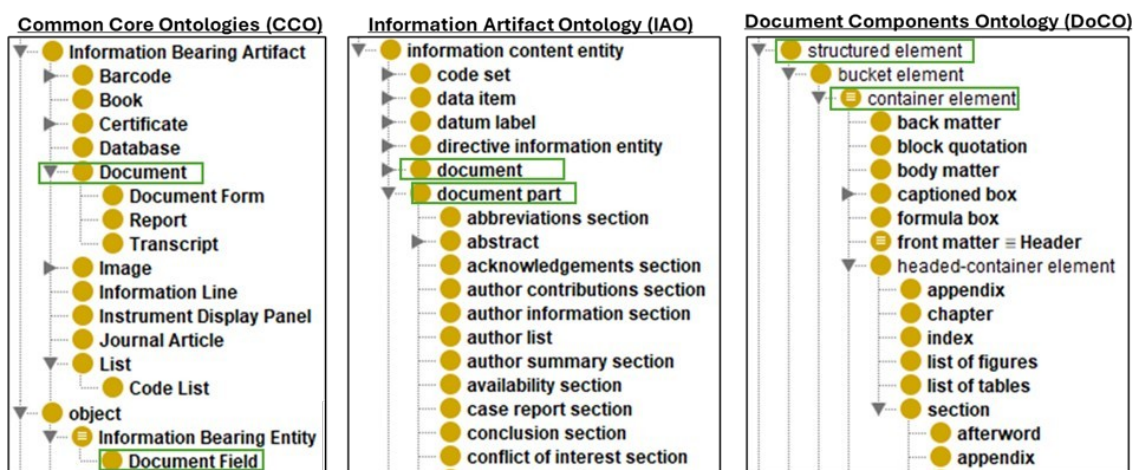 Common Core Ontologies (CCO)
Information Bearing Artifact
Barcode
Book
Certificate
Database
Document
Document Form
Report
Transcript
Image
Information Line
Instrument Display Panel
Journal Article
List
Code List
object
Information Bearing Entity
Document Field
Information Artifact Ontology (IAO)
information content entity
code set
data item
datum label
directive information entity
document
document part
abbreviations section
abstract
acknowledgements section
author contributions section
author information section
author list
author summary section
availability section
case report section
conclusion section
conflict of interest section
Document Components Ontology (DoCO)
structured element
bucket element
container element
back matter
block quotation
body matter
captioned box
formula box
front matter ≡ Header
headed-container element
appendix
chapter
index
list of figures
list of tables
section
afterword
appendix